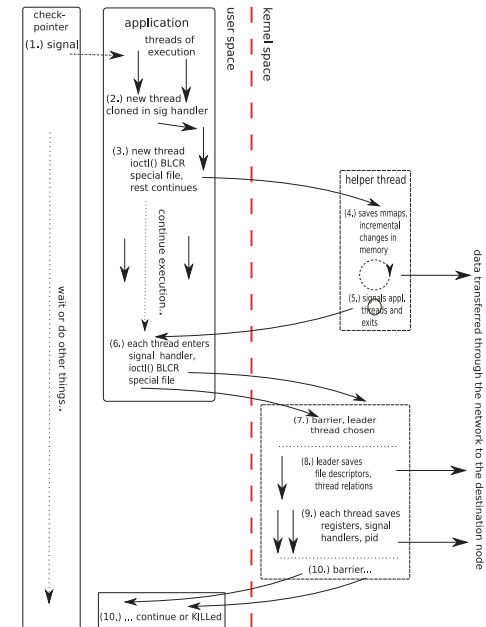 check-
pointer
(1.) signal
application
threads of
execution
user space
kernel space
(2.) new thread
cloned in sig handler
(3.) new thread
ioctl() BLCR
special file,
rest continues
helper thread
(4.) saves mmaps,
incremental
changes in
memory
continue execution..
(5.) signals appl.
threads and
exits
wait or do other things..
(6.) each thread enters
signal handler,
ioctl() BLCR
special file
data transferred through the network to the destination node
(7.) barrier, leader
thread chosen
(8.) leader saves
file descriptors,
thread relations
(9.) each thread saves
registers, signal
handlers, pid
(10.) barrier...
(10,) ... continue or KILLed